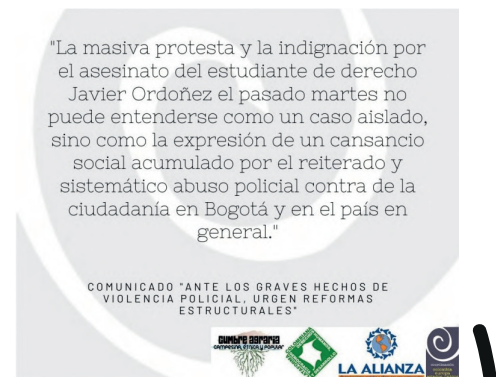 "La masiva protesta y la indignación por
el asesinato del estudiante de derecho
Javier Ordoñez el pasado martes no
puede entenderse como un caso aislado,
sino como la expresión de un cansancio
social acumulado por el reiterado y
sistemático abuso policial contra de la
ciudadanía en Bogotá y en el país en
general."
COMUNICADO "ANTE LOS GRAVES HECHOS DE
VIOLENCIA POLICIAL, URGEN REFORMAS
ESTRUCTURALES"
CUMBRE AGRARIA
CAMPESINA, ÉTNICA y POPULAR
LA ALIANZA